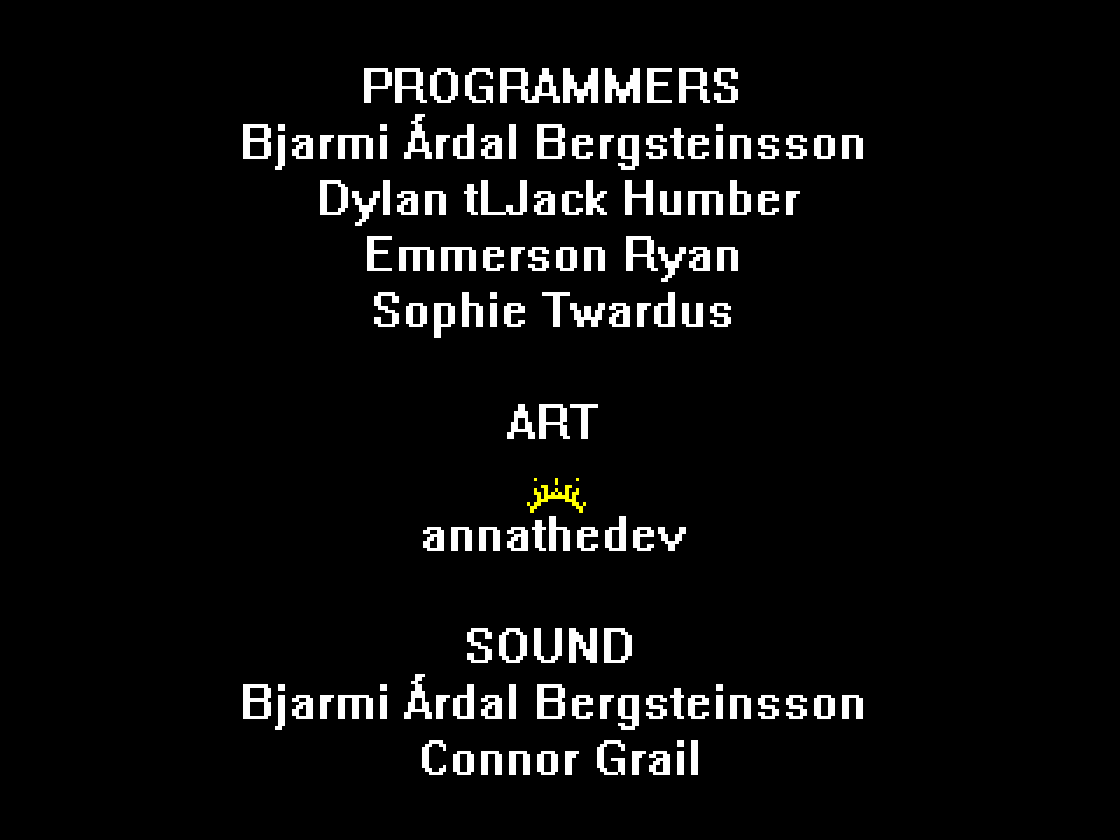 PROGRAMMERS
Bjarmi Árdal Bergsteinsson
Dylan tLJack Humber
Emmerson Ryan
Sophie Twardus
ART
annathedev
SOUND
Bjarmi Árdal Bergsteinsson
Connor Grail